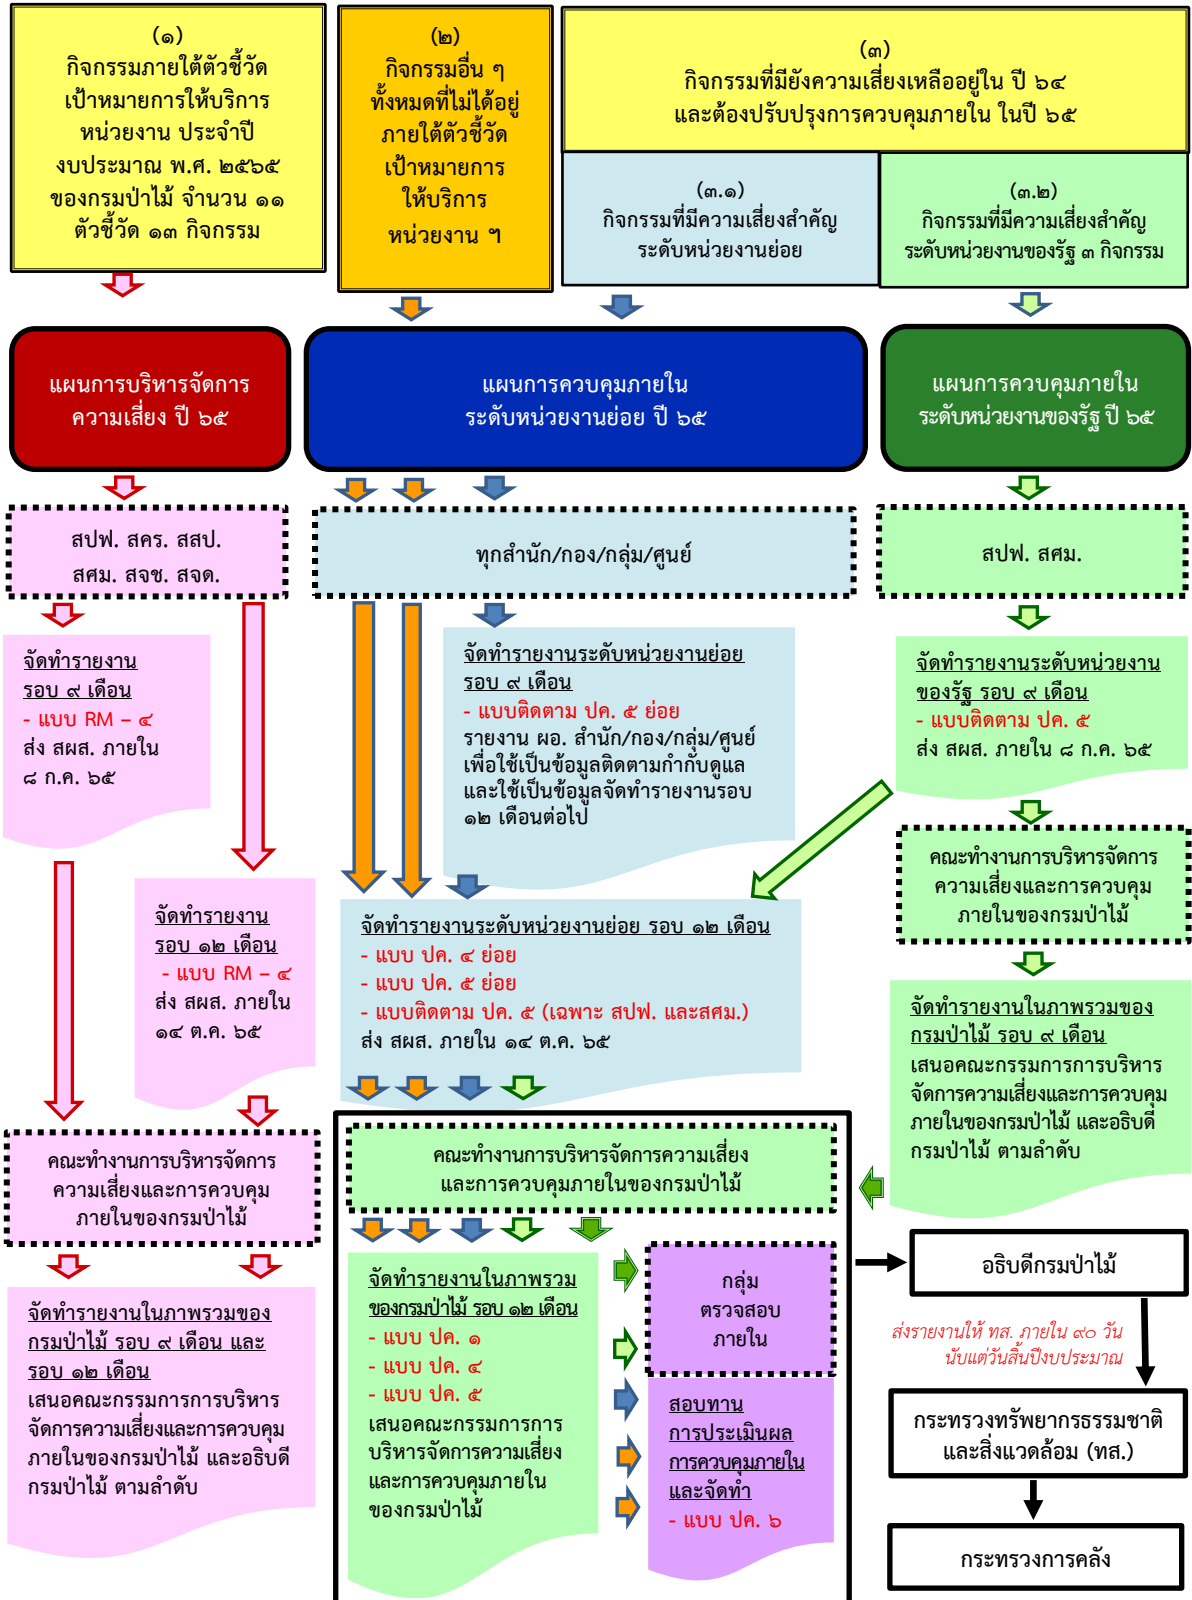 (๑)
กิจกรรมภายใต้ตัวชี้วัด
เป้าหมายการให้บริการ
หน่วยงาน ประจำปี
งบประมาณ พ.ศ. ๒๕๖๕
ของกรมป่าไม้ จำนวน ๑๑
ตัวชี้วัด ๑๓ กิจกรรม
(๒)
กิจกรรมอื่น ๆ
ทั้งหมดที่ไม่ได้อยู่
ภายใต้ตัวชี้วัด
เป้าหมายการ
ให้บริการ
หน่วยงาน ฯ
(๓)
กิจกรรมที่มียังความเสี่ยงเหลืออยู่ใน ปี ๖๔
และต้องปรับปรุงการควบคุมภายใน ในปี ๖๕
(๓.๑)
กิจกรรมที่มีความเสี่ยงสำคัญ
ระดับหน่วยงานย่อย
(๓.๒)
กิจกรรมที่มีความเสี่ยงสำคัญ
ระดับหน่วยงานของรัฐ ๓ กิจกรรม
แผนการบริหารจัดการ
ความเสี่ยง ปี ๖๕
แผนการควบคุมภายใน
ระดับหน่วยงานย่อย ปี ๖๕
แผนการควบคุมภายใน
ระดับหน่วยงานของรัฐ ปี ๖๕
สปฟ. สคร. สสป.
สศม. สจช. สจด.
ทุกสำนัก/กอง/กลุ่ม/ศูนย์
สปฟ. สศม.
จัดทำรายงาน
รอบ ๙ เดือน
- แบบ RM – ๔
ส่ง สผส. ภายใน
๘ ก.ค. ๖๕
จัดทำรายงานระดับหน่วยงานย่อย
รอบ ๙ เดือน
- แบบติดตาม ปค. ๕ ย่อย
รายงาน ผอ. สำนัก/กอง/กลุ่ม/ศูนย์
เพื่อใช้เป็นข้อมูลติดตามกำกับดูแล
และใช้เป็นข้อมูลจัดทำรายงานรอบ
๑๒ เดือนต่อไป
จัดทำรายงานระดับหน่วยงาน
ของรัฐ รอบ ๙ เดือน
- แบบติดตาม ปค. ๕
ส่ง สผส. ภายใน ๘ ก.ค. ๖๕
คณะทำงานการบริหารจัดการ
ความเสี่ยงและการควบคุม
ภายในของกรมป่าไม้
จัดทำรายงาน
รอบ ๑๒ เดือน
- แบบ RM – ๔
ส่ง สผส. ภายใน
๑๔ ต.ค. ๖๕
จัดทำรายงานระดับหน่วยงานย่อย รอบ ๑๒ เดือน
- แบบ ปค. ๔ ย่อย
- แบบ ปค. ๕ ย่อย
- แบบติดตาม ปค. ๕ (เฉพาะ สปฟ. และสศม.)
ส่ง สผส. ภายใน ๑๔ ต.ค. ๖๕
จัดทำรายงานในภาพรวมของ
กรมป่าไม้ รอบ ๙ เดือน
เสนอคณะกรรมการการบริหาร
จัดการความเสี่ยงและการควบคุม
ภายในของกรมป่าไม้ และอธิบดี
กรมป่าไม้ ตามลำดับ
คณะทำงานการบริหารจัดการ
ความเสี่ยงและการควบคุม
ภายในของกรมป่าไม้
คณะทำงานการบริหารจัดการความเสี่ยง
และการควบคุมภายในของกรมป่าไม้
จัดทำรายงานในภาพรวมของ
กรมป่าไม้ รอบ ๙ เดือน และ
รอบ ๑๒ เดือน
เสนอคณะกรรมการการบริหาร
จัดการความเสี่ยงและการควบคุม
ภายในของกรมป่าไม้ และอธิบดี
กรมป่าไม้ ตามลำดับ
จัดทำรายงานในภาพรวม
ของกรมป่าไม้ รอบ ๑๒ เดือน
- แบบ ปค. ๑
- แบบ ปค. ๔
- แบบ ปค. ๕
เสนอคณะกรรมการการ
บริหารจัดการความเสี่ยง
และการควบคุมภายใน
ของกรมป่าไม้
กลุ่ม
ตรวจสอบ
ภายใน
สอบทาน
การประเมินผล
การควบคุมภายใน
และจัดทำ
- แบบ ปค. ๖
อธิบดีกรมป่าไม้
ส่งรายงานให้ ทส. ภายใน ๙๐ วัน
นับแต่วันสิ้นปีงบประมาณ
กระทรวงทรัพยากรธรรมชาติ
และสิ่งแวดล้อม (ทส.)
กระทรวงการคลัง